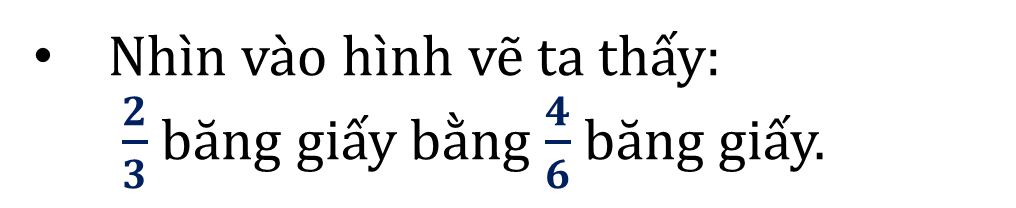 • Nhìn vào hình vẽ ta thấy:
2/3 băng giấy bằng 4/6 băng giấy.